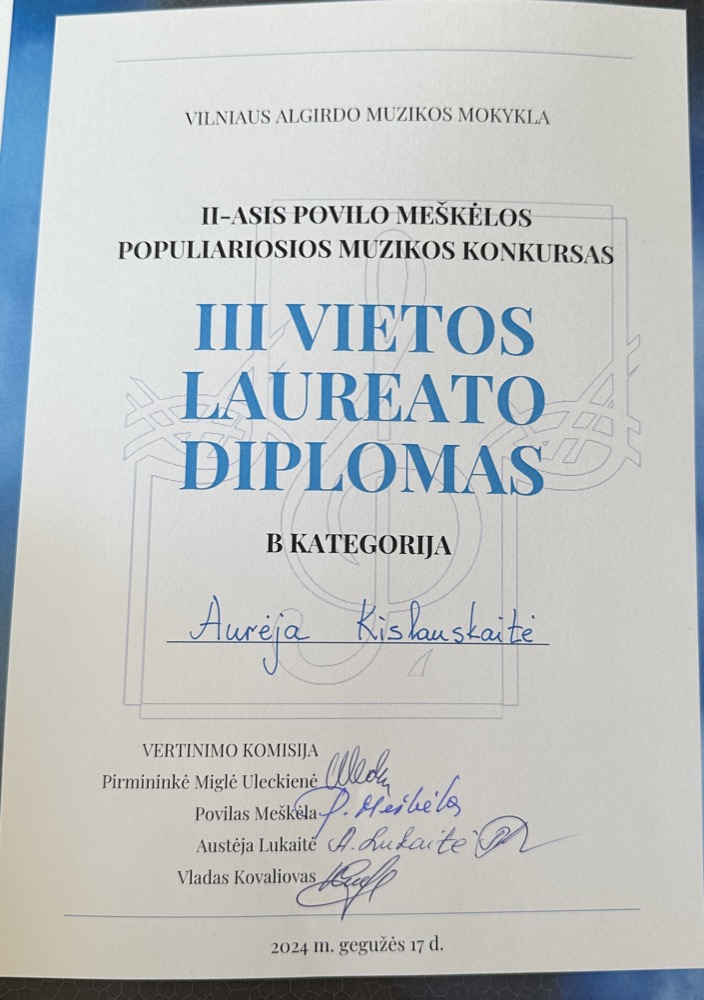 VILNIAUS ALGIRDO MUZIKOS MOKYKLA
II-ASIS POVILO MEŠKĖLOS
POPULIARIOSIOS MUZIKOS KONKURSAS
III VIETOS
LAUREATO
DIPLOMAS
B KATEGORIJA
Aurėja Kislauskaitė
VERTINIMO KOMISIJA
Pirmininkė Miglė Uleckienė
Povilas Meškėla P. Meškėla
Austėja Lukaitė A. Lukaitė
Vladas Kovaliovas
2024 m. gegužės 17 d.